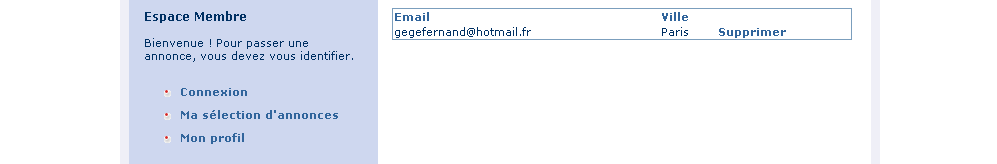 Espace Membre
Bienvenue ! Pour passer une
annonce, vous devez vous identifier.
Connexion
Ma sélection d'annonces
Mon profil
Email Ville
gegefernand@hotmail.fr Paris Supprimer